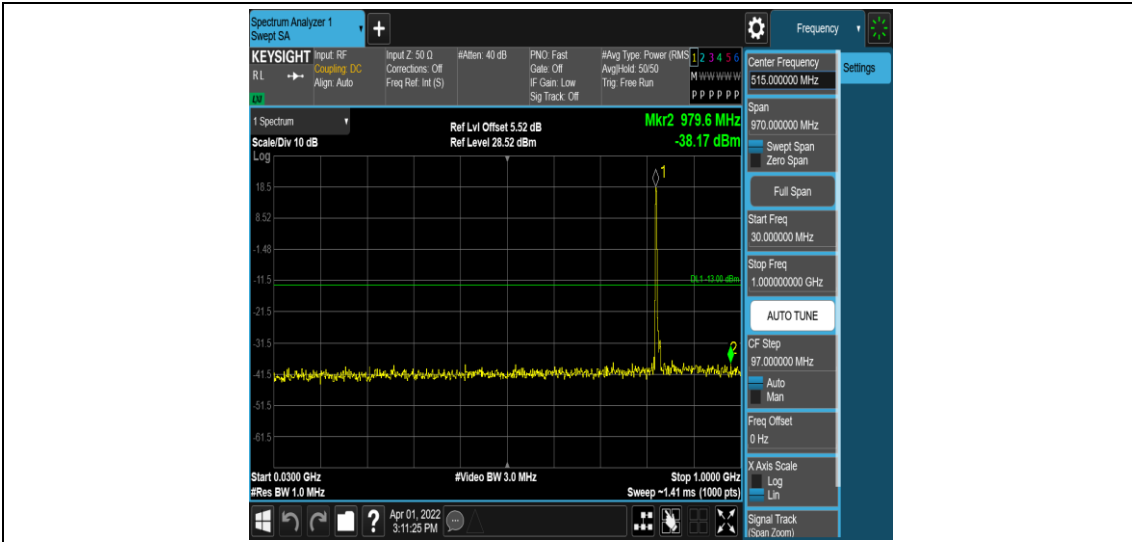 Spectrum Analyzer 1
Swept SA
+
Frequency
KEYSIGHT
RL
Input: RF
Coupling: DC
Align: Auto
Input Z: 50 Ω
Corrections: Off
Freq Ref: Int (S)
#Atten: 40 dB
PNO: Fast
Gate: Off
IF Gain: Low
Sig Track: Off
#Avg Type: Power (RMS
Avg|Hold: 50/50
Trig: Free Run
1 2 3 4 5 6
M W W W W W
P P P P P P
1 Spectrum
Scale/Div 10 dB
Log
Ref Lvl Offset 5.52 dB
Ref Level 28.52 dBm
Mkr2 979.6 MHz
-38.17 dBm
1
18.5
8.52
-1.48
-11.5
DL1 -13.00 dBm
-21.5
-31.5
2
-41.5
-51.5
-61.5
Start 0.0300 GHz
#Res BW 1.0 MHz
#Video BW 3.0 MHz
Stop 1.0000 GHz
Sweep ~1.41 ms (1000 pts)
?
Apr 01, 2022
3:11:25 PM
Center Frequency
515.000000 MHz
Settings
Span
970.000000 MHz
Swept Span
Zero Span
Full Span
Start Freq
30.000000 MHz
Stop Freq
1.000000000 GHz
AUTO TUNE
CF Step
97.000000 MHz
Auto
Man
Freq Offset
0 Hz
X Axis Scale
Log
Lin
Signal Track
(Span Zoom)